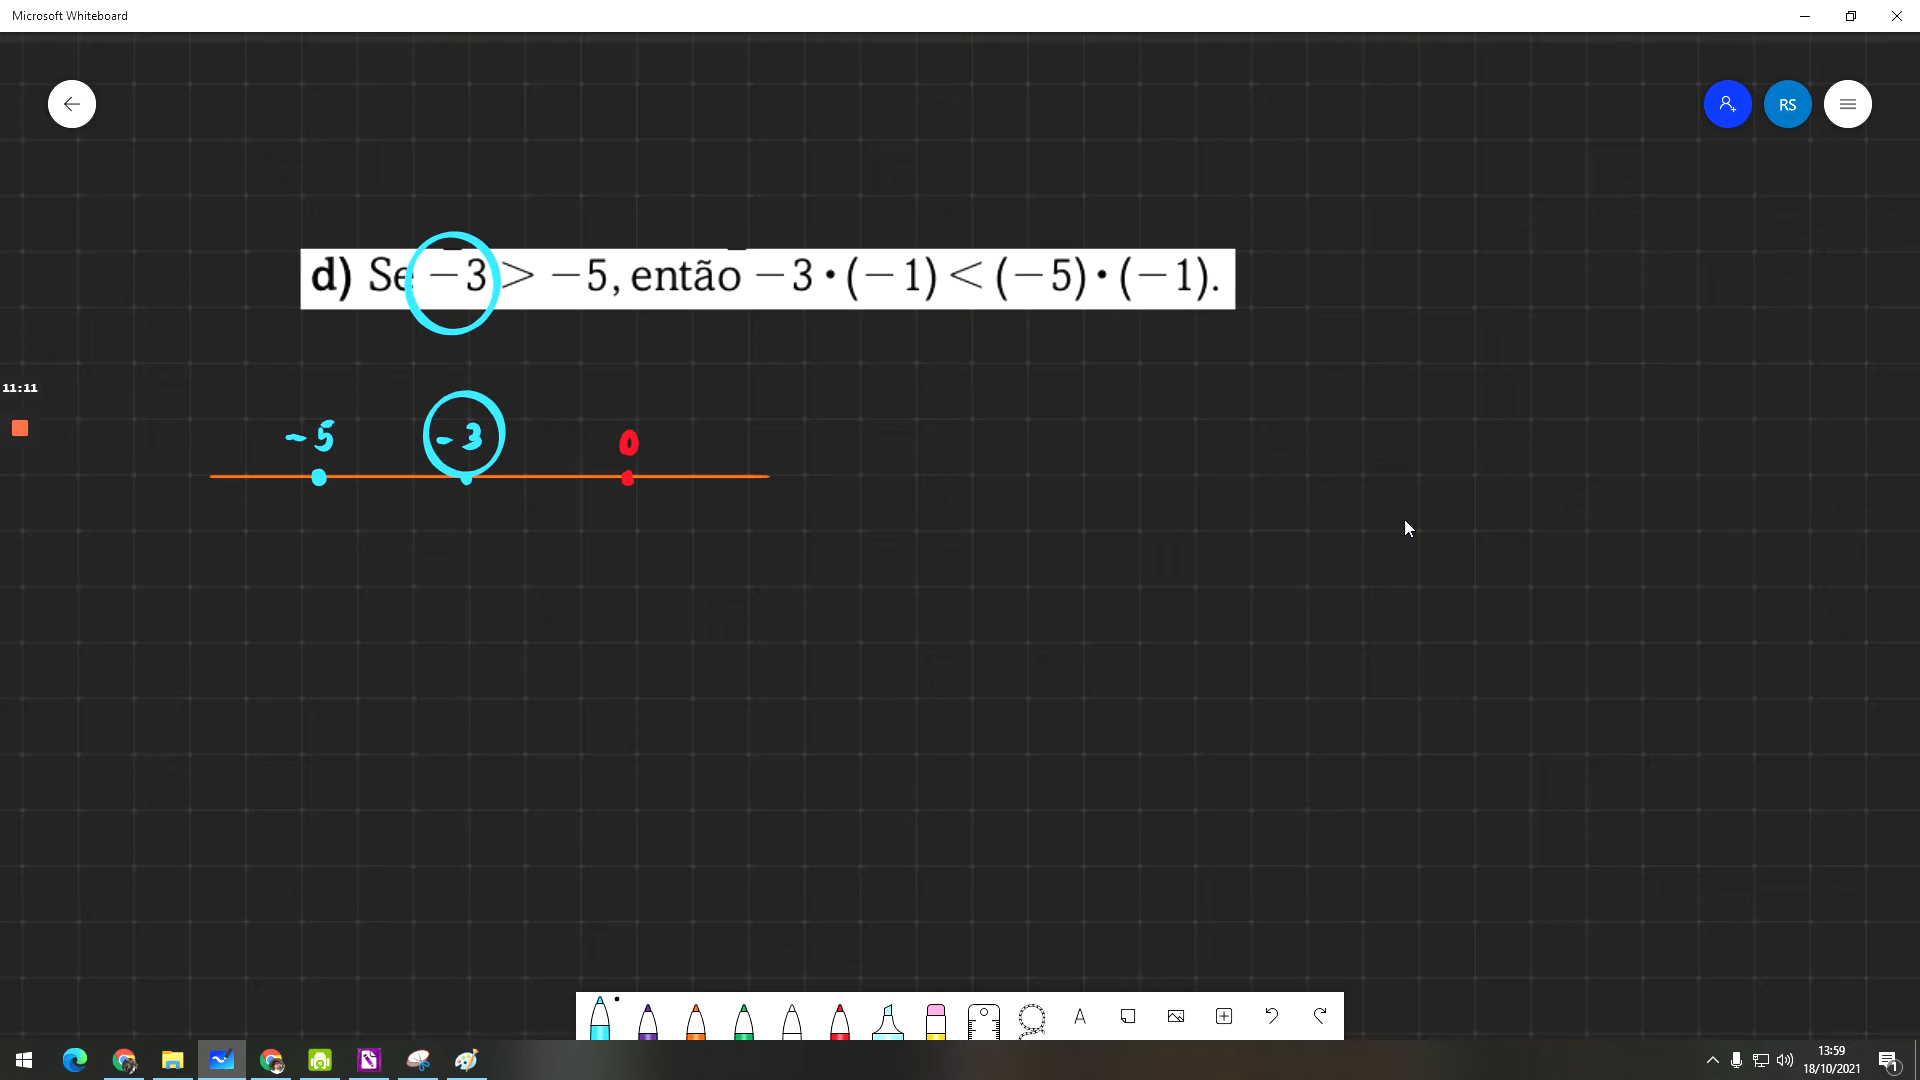 Microsoft Whiteboard
RS
d) Se −3 > −5, então −3 • (−1) < (−5) • (−1).
11:11
-5 -3 0
A
13:59
18/10/2021
1